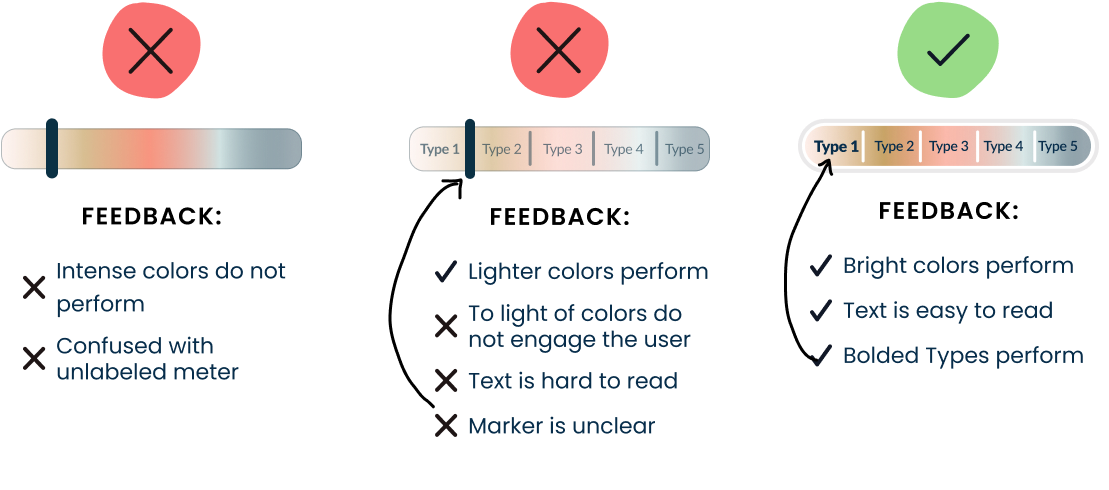 FEEDBACK:
Intense colors do not
perform
Confused with
unlabeled meter
Type 1 Type 2 Type 3 Type 4 Type 5
FEEDBACK:
Lighter colors perform
To light of colors do
not engage the user
Text is hard to read
Marker is unclear
Type 1 Type 2 Type 3 Type 4 Type 5
FEEDBACK:
Bright colors perform
Text is easy to read
Bolded Types perform